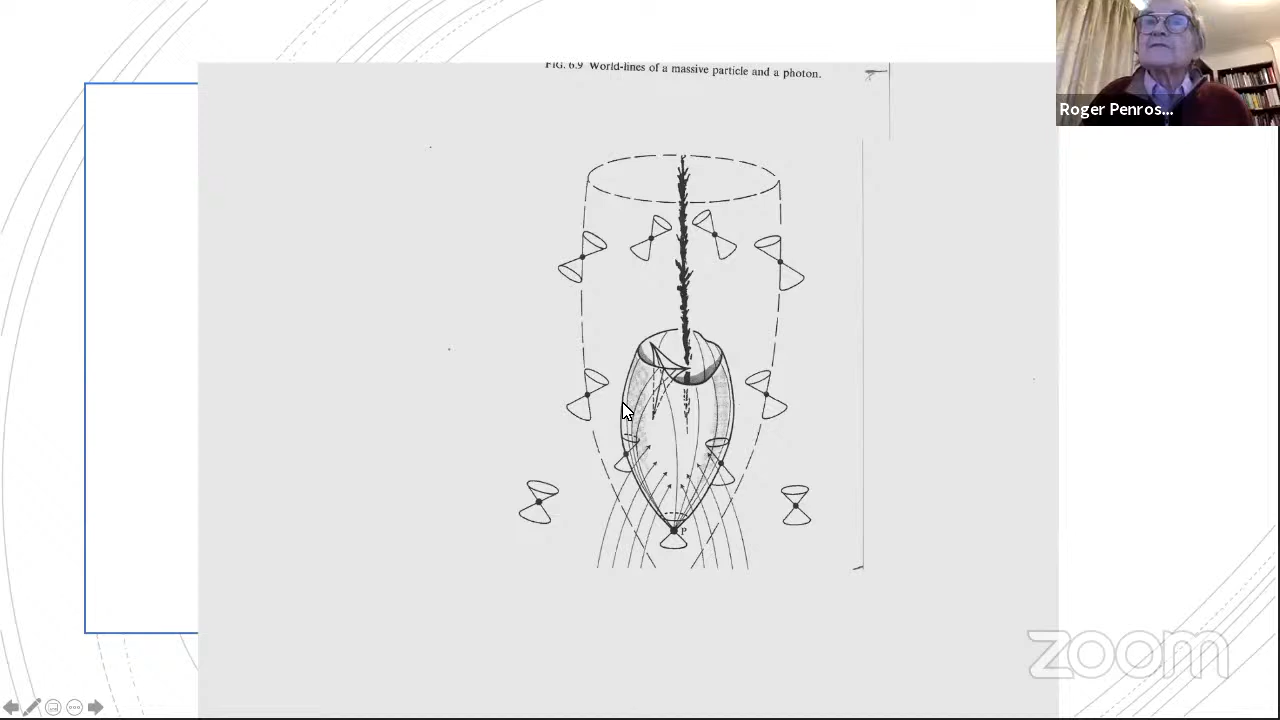 FIG. 6.9 World-lines of a massive particle and a photon.
Roger Penros...
P
zoom